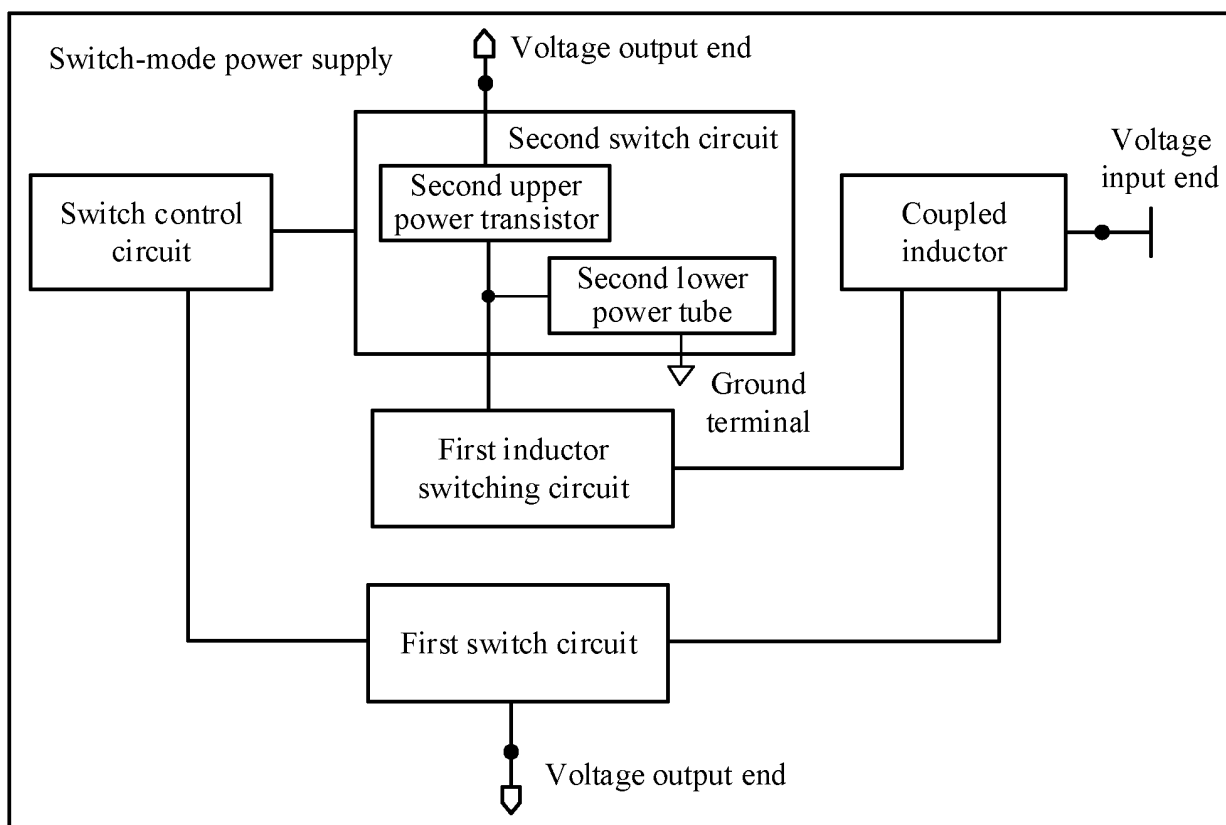 Switch-mode power supply
Voltage output end
Second switch circuit
Second upper
power transistor
Switch control
circuit
Second lower
power tube
Coupled
inductor
Voltage
input end
Ground
terminal
First inductor
switching circuit
First switch circuit
Voltage output end